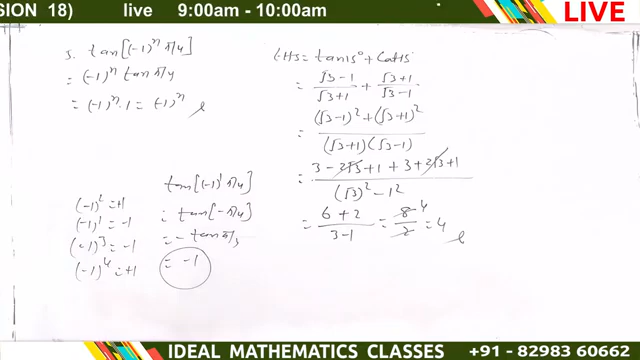 SION 18) live 9:00am - 10:00am LIVE
5. tan[(-1)ⁿ π/4]
= (-1)ⁿ tan π/4
= (-1)ⁿ·1 = (-1)ⁿ
tan[(-1)¹ π/4]
= tan[-π/4]
= - tan π/5
= -1
(-1)² = +1
(-1)¹ = -1
(-1)³ = -1
(-1)⁴ = +1
LHS = tan15° + Cot15
= √3-1/√3+1 + √3+1/√3-1
= (√3-1)² + (√3+1)²/(√3+1)(√3-1)
= 3 - 2√3 + 1 + 3 + 2√3 + 1/(√3)² - 1²
= 6+2/3-1 = 8/2 4 = 4
IDEAL MATHEMATICS CLASSES +91 - 82983 60662